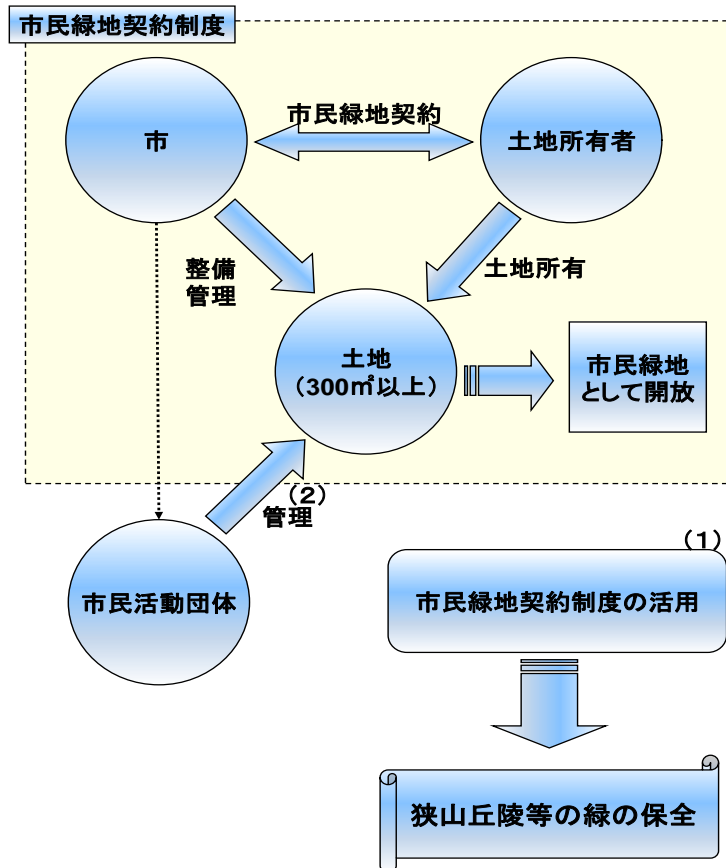 市民緑地契約制度
市民緑地契約
市
土地所有者
整備
管理
土地所有
土地
（300㎡以上）
市民緑地
として開放
（2）
管理
（1）
市民活動団体
市民緑地契約制度の活用
狭山丘陵等の緑の保全